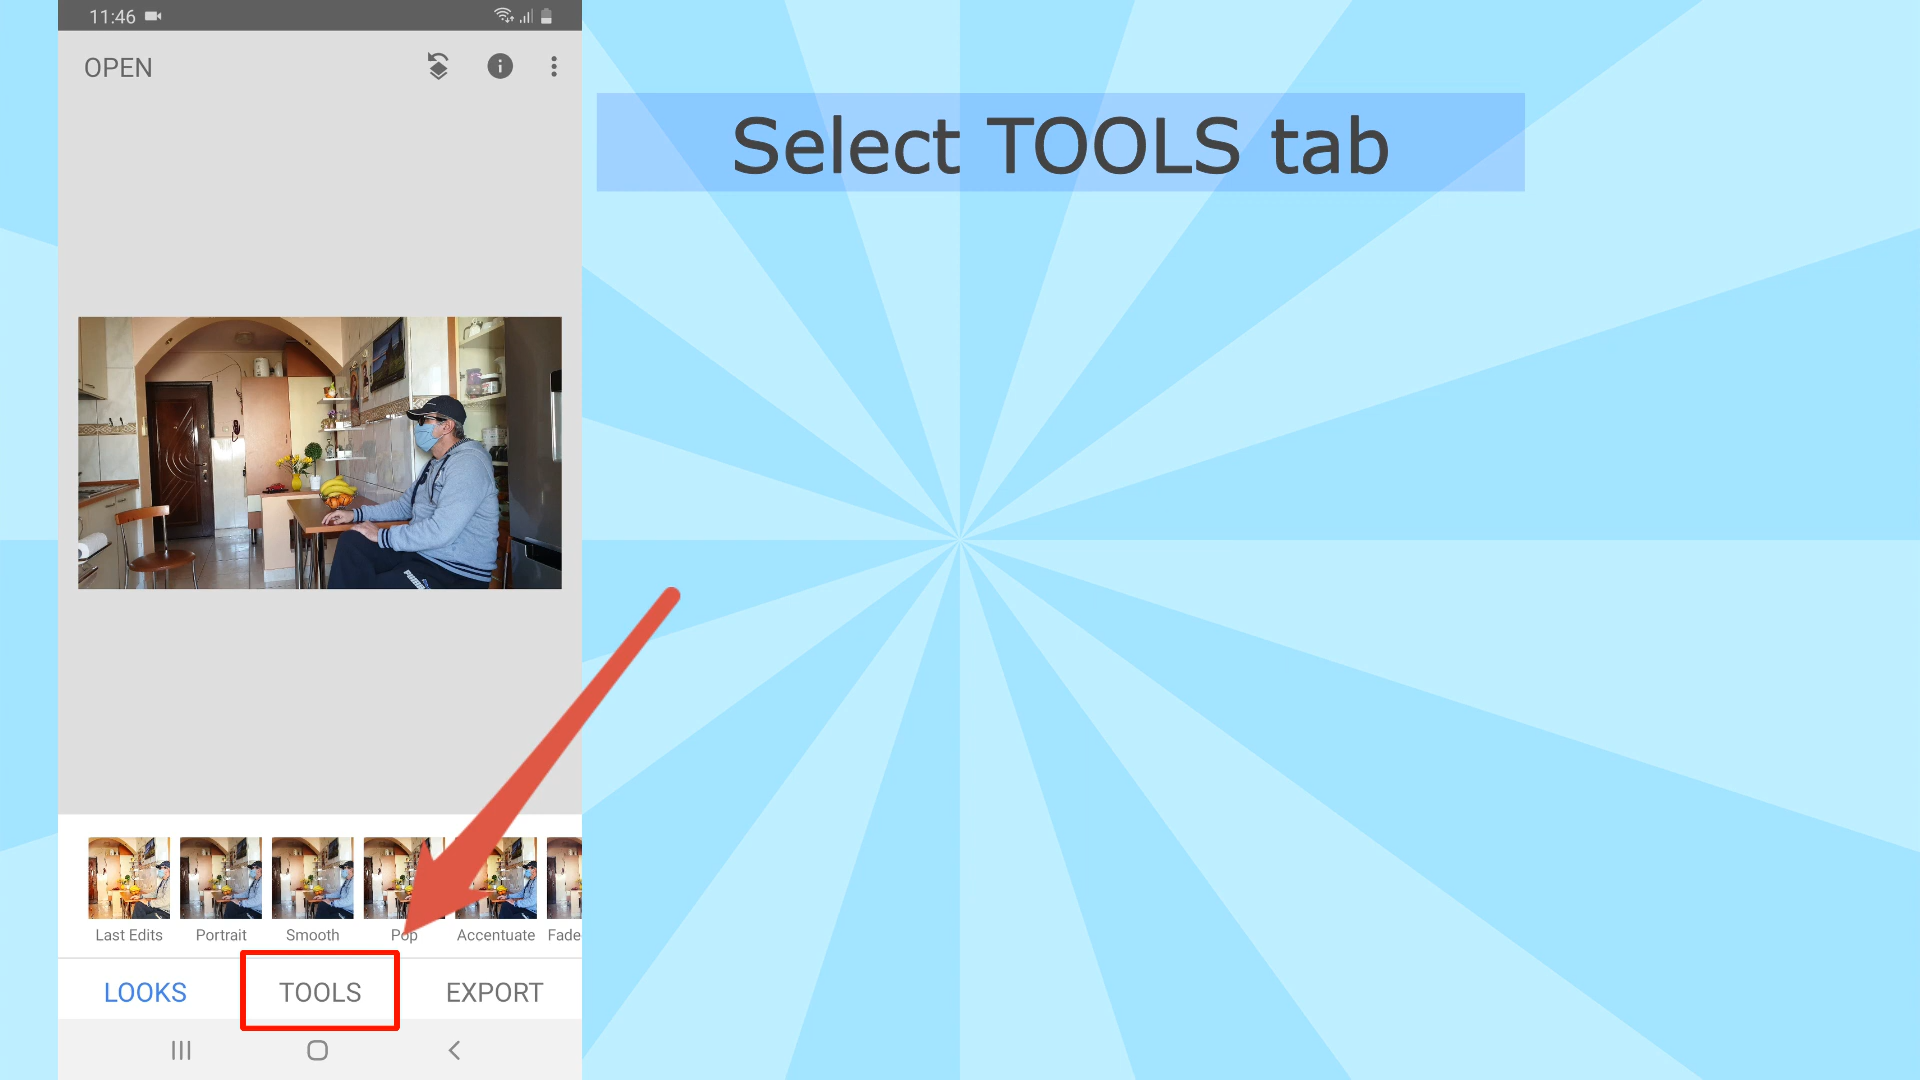 11:46
OPEN
Select TOOLS tab
Last Edits
Portrait
Smooth
Pop
Accentuate
Fade
LOOKS
TOOLS
EXPORT